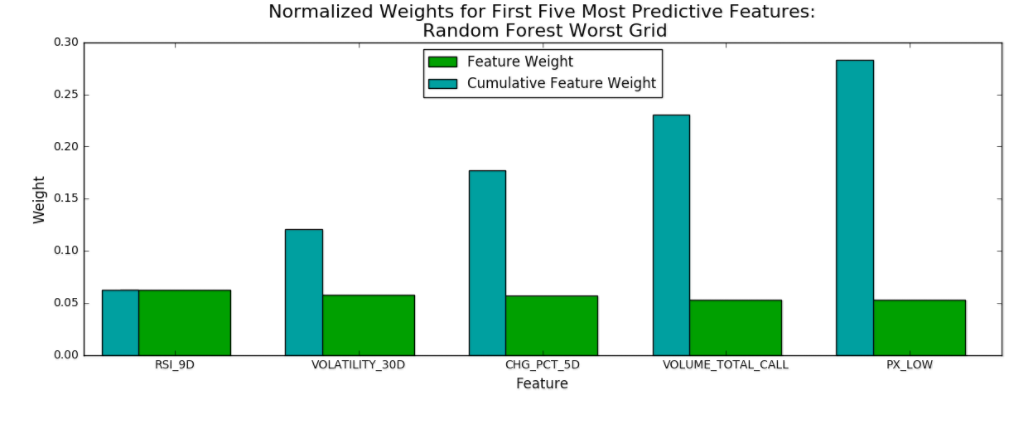 Normalized Weights for First Five Most Predictive Features:
Random Forest Worst Grid
Feature Weight
Cumulative Feature Weight
0.30
0.25
0.20
0.15
0.10
0.05
0.00
Weight
RSI_9D
VOLATILITY_30D
CHG_PCT_5D
VOLUME_TOTAL_CALL
PX_LOW
Feature